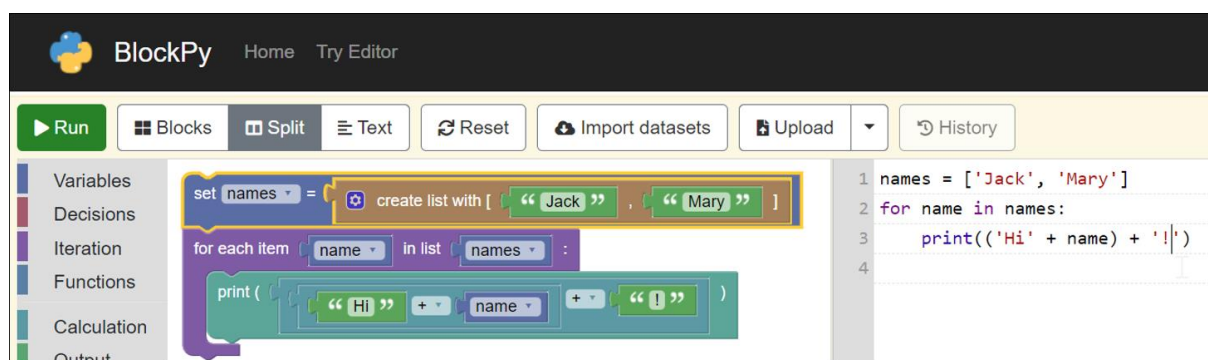 BlockPy Home Try Editor
Run Blocks Split Text Reset Import datasets Upload History
Variables
Decisions
Iteration
Functions
Calculation
Output
set names = create list with [ “ Jack ” , “ Mary ” ]
for each item name in list names :
print ( “ Hi ” + name + “ ! ” )
1 names = ['Jack', 'Mary']
2 for name in names:
3 print(('Hi' + name) + '!')
4